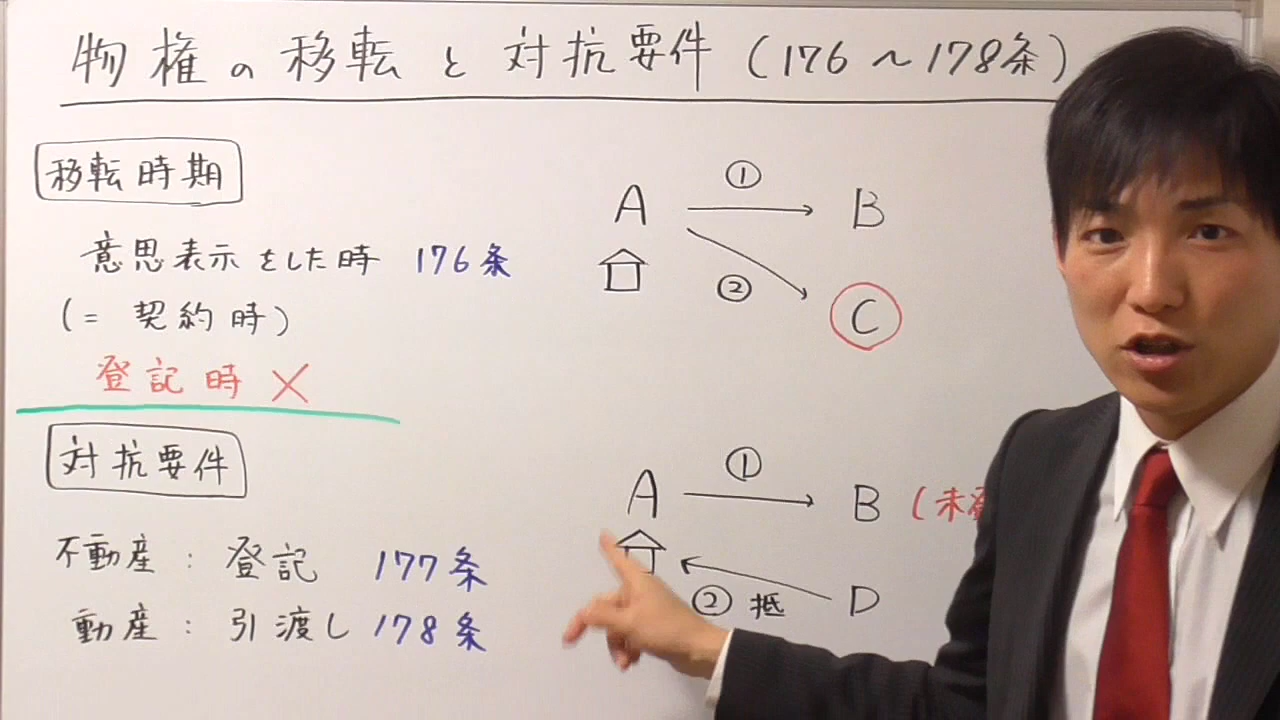 物権の移転と対抗要件(176〜178条)
移転時期
意思表示をした時 176条
(= 契約時)
登記時 ×
対抗要件
不動産 : 登記 177条
動産 : 引渡し 178条
A ① B
② C
A ① B (未
② 抵 D